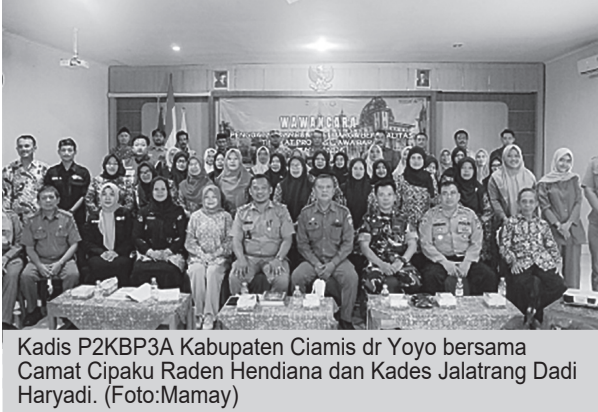 WAWANCARA
Kadis P2KBP3A Kabupaten Ciamis dr Yoyo bersama
Camat Cipaku Raden Hendiana dan Kades Jalatrang Dadi
Haryadi. (Foto:Mamay)